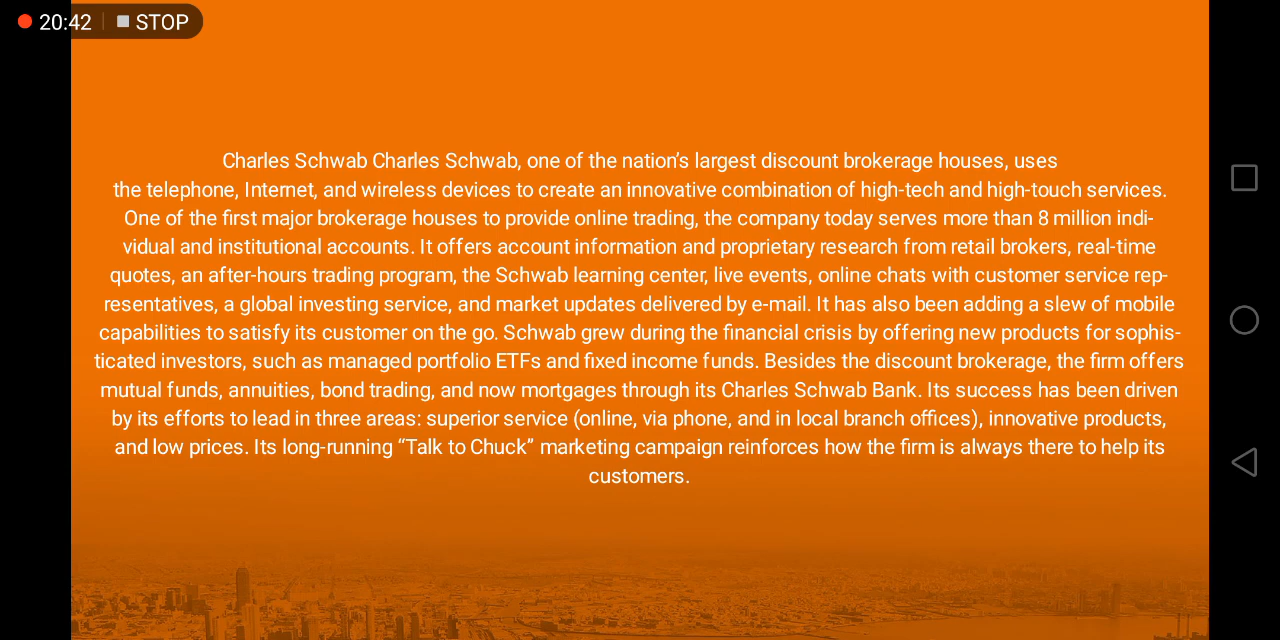 20:42 STOP
Charles Schwab Charles Schwab, one of the nation’s largest discount brokerage houses, uses
the telephone, Internet, and wireless devices to create an innovative combination of high-tech and high-touch services.
One of the first major brokerage houses to provide online trading, the company today serves more than 8 million indi-
vidual and institutional accounts. It offers account information and proprietary research from retail brokers, real-time
quotes, an after-hours trading program, the Schwab learning center, live events, online chats with customer service rep-
resentatives, a global investing service, and market updates delivered by e-mail. It has also been adding a slew of mobile
capabilities to satisfy its customer on the go. Schwab grew during the financial crisis by offering new products for sophis-
ticated investors, such as managed portfolio ETFs and fixed income funds. Besides the discount brokerage, the firm offers
mutual funds, annuities, bond trading, and now mortgages through its Charles Schwab Bank. Its success has been driven
by its efforts to lead in three areas: superior service (online, via phone, and in local branch offices), innovative products,
and low prices. Its long-running “Talk to Chuck” marketing campaign reinforces how the firm is always there to help its
customers.